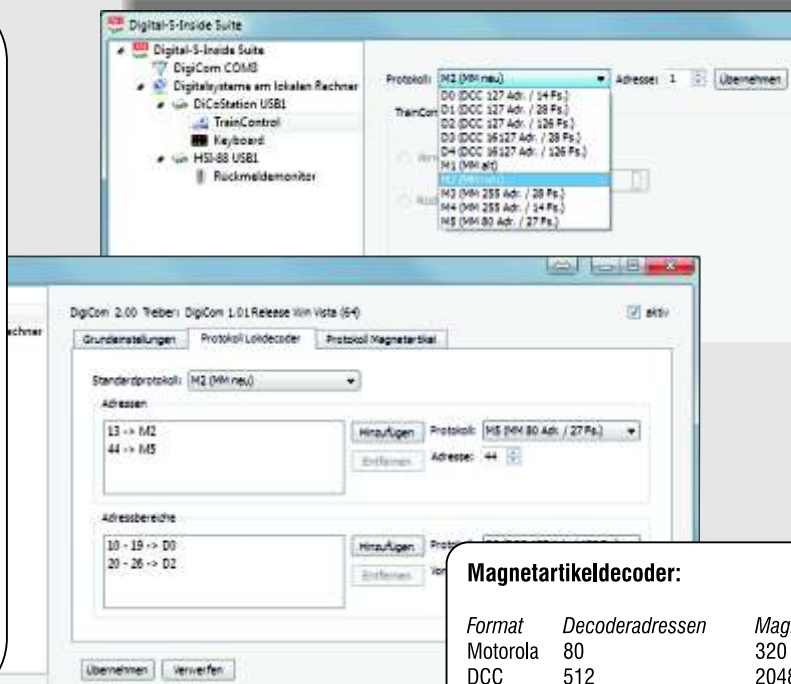 Digital-S-Inside Suite
Digital-S-Inside Suite
DigiCom COM3
Digitalsysteme am lokalen Rechner
DiCoStation USB1
TrainControl
Keyboard
HSI-88 USB1
Rückmeldemonitor
Protokoll: M2 (MM neu) Adresse: 1 Übernehmen
D0 (DCC 127 Adr. / 14 Fs.)
D1 (DCC 127 Adr. / 28 Fs.)
D2 (DCC 127 Adr. / 126 Fs.)
D3 (DCC 16127 Adr. / 28 Fs.)
D4 (DCC 16127 Adr. / 126 Fs.)
M1 (MM alt)
M2 (MM neu)
M3 (MM 255 Adr. / 28 Fs.)
M4 (MM 255 Adr. / 14 Fs.)
M5 (MM 80 Adr. / 27 Fs.)
TrainCon
echner
DigiCom 2.00 Treiber: DigiCom 1.01 Release Win Vista (64) aktiv
Grundeinstellungen Protokoll Lokdecoder Protokoll Magnetartikel
Standardprotokoll: M2 (MM neu)
Adressen
13 -> M2
44 -> M5
Hinzufügen Protokoll: M5 (MM 80 Adr. / 27 Fs.)
Entfernen Adresse: 44
Adressbereiche
10 - 19 -> D0
20 - 26 -> D2
Hinzufügen Proto
Entfernen Von
Übernehmen Verwerfen
Magnetartikeldecoder:
Format Decoderadressen Mag
Motorola 80 320
DCC 512 2048